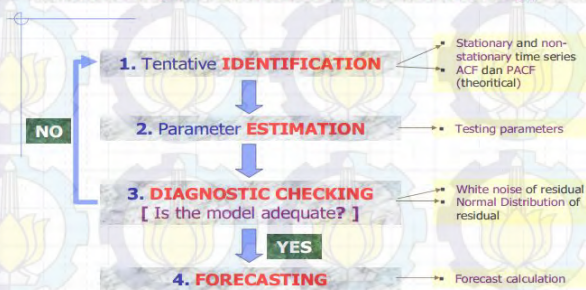 1. Tentative IDENTIFICATION
▪ Stationary and non-
stationary time series
▪ ACF dan PACF
(theoritical)
NO
2. Parameter ESTIMATION
▪ Testing parameters
3. DIAGNOSTIC CHECKING
[ Is the model adequate? ]
▪ White noise of residual
▪ Normal Distribution of
residual
YES
4. FORECASTING
▪ Forecast calculation